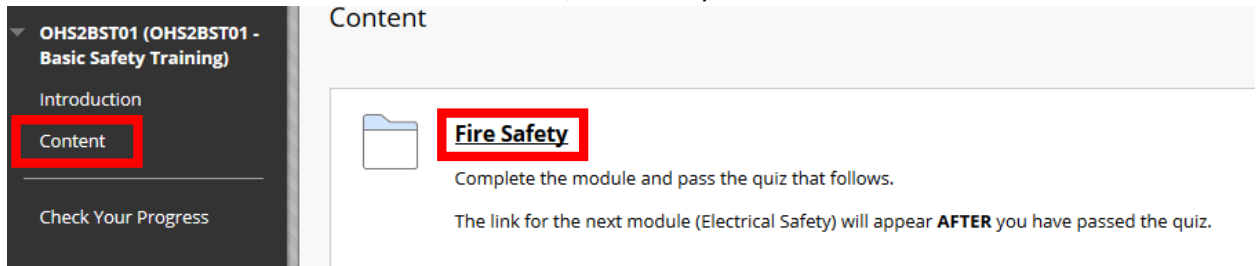 OHS2BST01 (OHS2BST01 -
Basic Safety Training)
Introduction
Content
Check Your Progress
Content
Fire Safety
Complete the module and pass the quiz that follows.
The link for the next module (Electrical Safety) will appear AFTER you have passed the quiz.